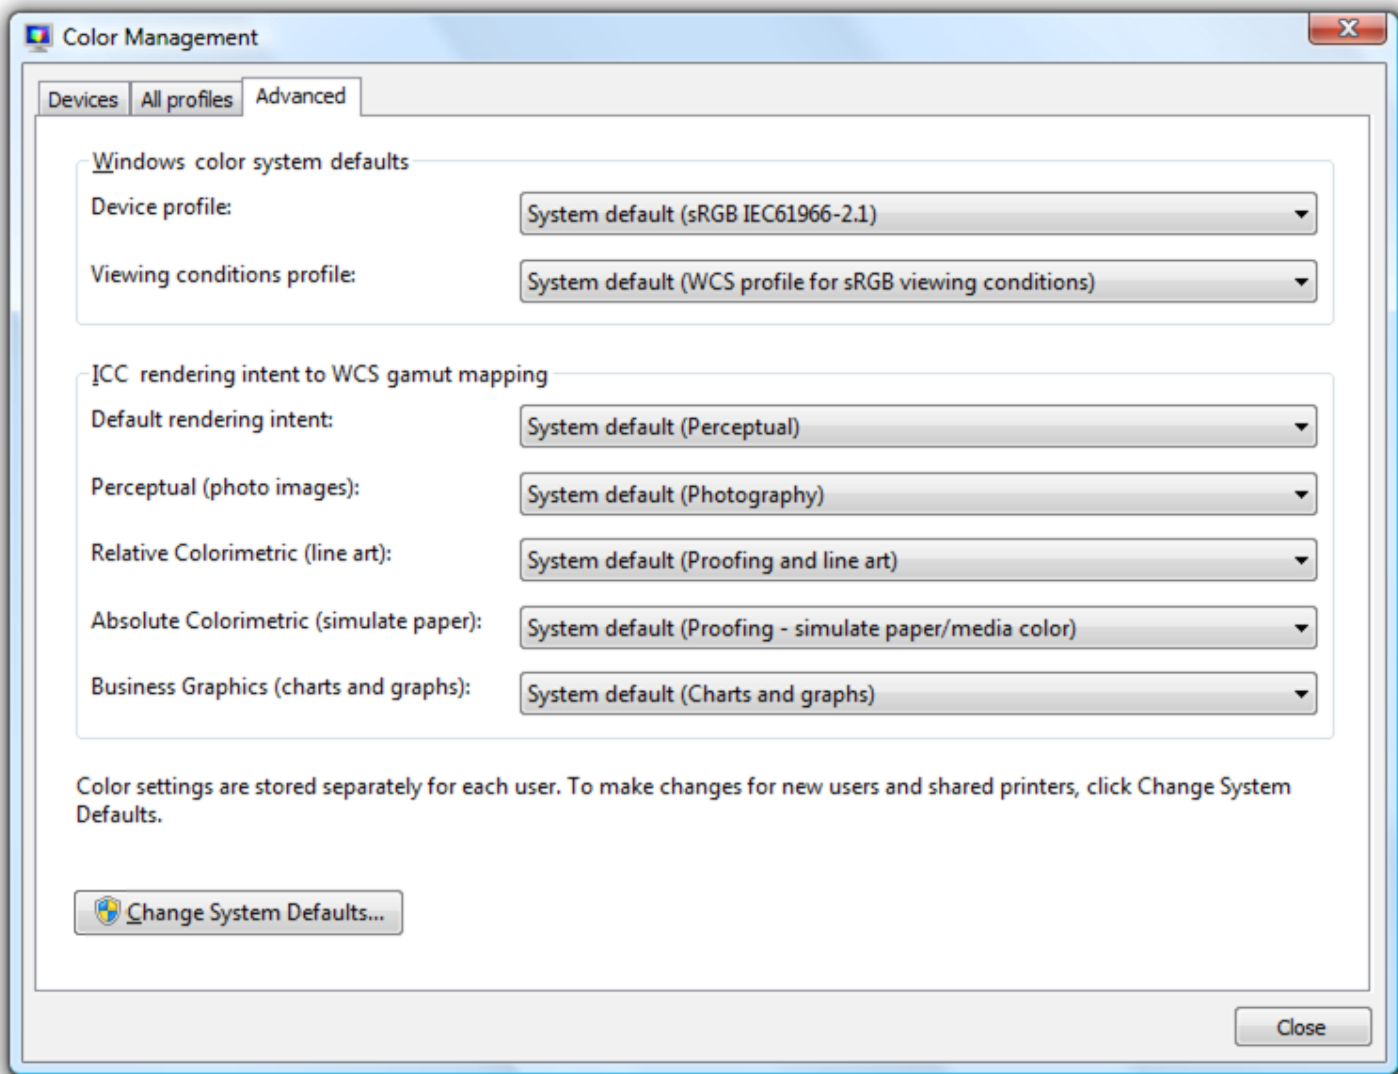 Color Management
Devices
All profiles
Advanced
Windows color system defaults
Device profile:
System default (sRGB IEC61966-2.1)
Viewing conditions profile:
System default (WCS profile for sRGB viewing conditions)
ICC rendering intent to WCS gamut mapping
Default rendering intent:
System default (Perceptual)
Perceptual (photo images):
System default (Photography)
Relative Colorimetric (line art):
System default (Proofing and line art)
Absolute Colorimetric (simulate paper):
System default (Proofing - simulate paper/media color)
Business Graphics (charts and graphs):
System default (Charts and graphs)
Color settings are stored separately for each user. To make changes for new users and shared printers, click Change System
Defaults.
Change System Defaults...
Close